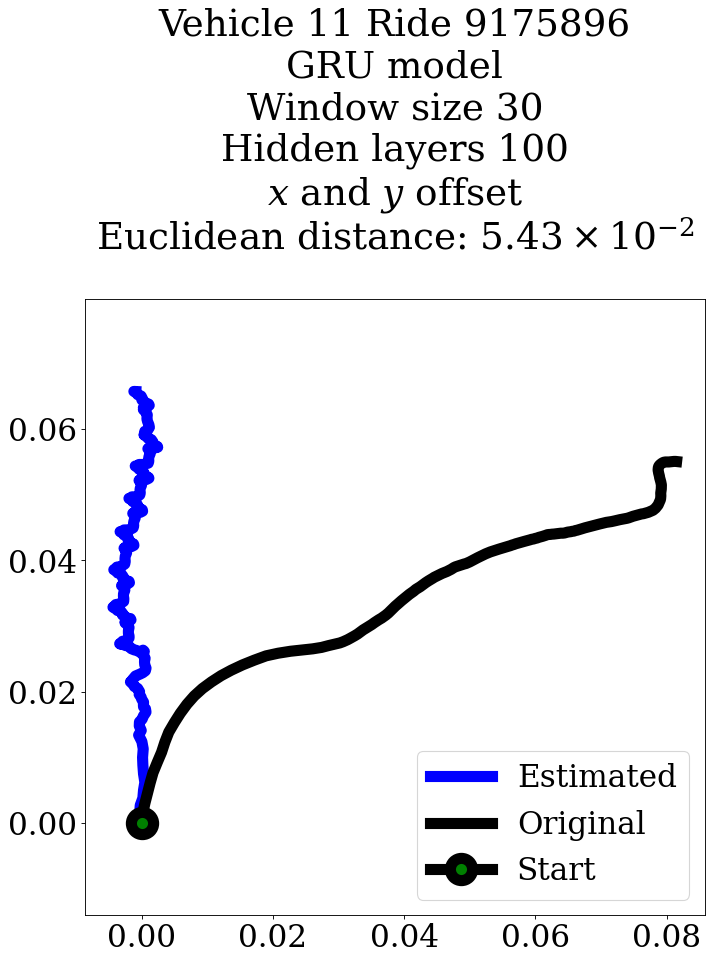 Vehicle 11 Ride 9175896
GRU model
Window size 30
Hidden layers 100
x and y offset
Euclidean distance: 5.43 × 10⁻²
0.06
0.04
0.02
0.00
Estimated
Original
Start
0.00 0.02 0.04 0.06 0.08